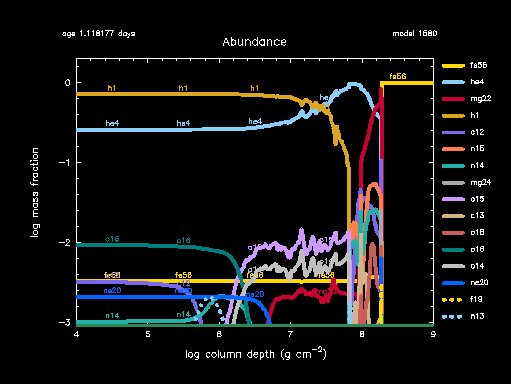 age 1.118177 days
model 1680
Abundance
log mass fraction
0
-1
-2
-3
4
5
6
7
8
9
log column depth (g cm⁻²)
h1
h1
h1
he4
he4
he4
fe56
o16
o16
fe56
fe56
ne20
ne20
n14
n14
fe56
he4
mg22
h1
c12
n15
n14
mg24
o15
c13
o18
o16
o14
ne20
f19
n13